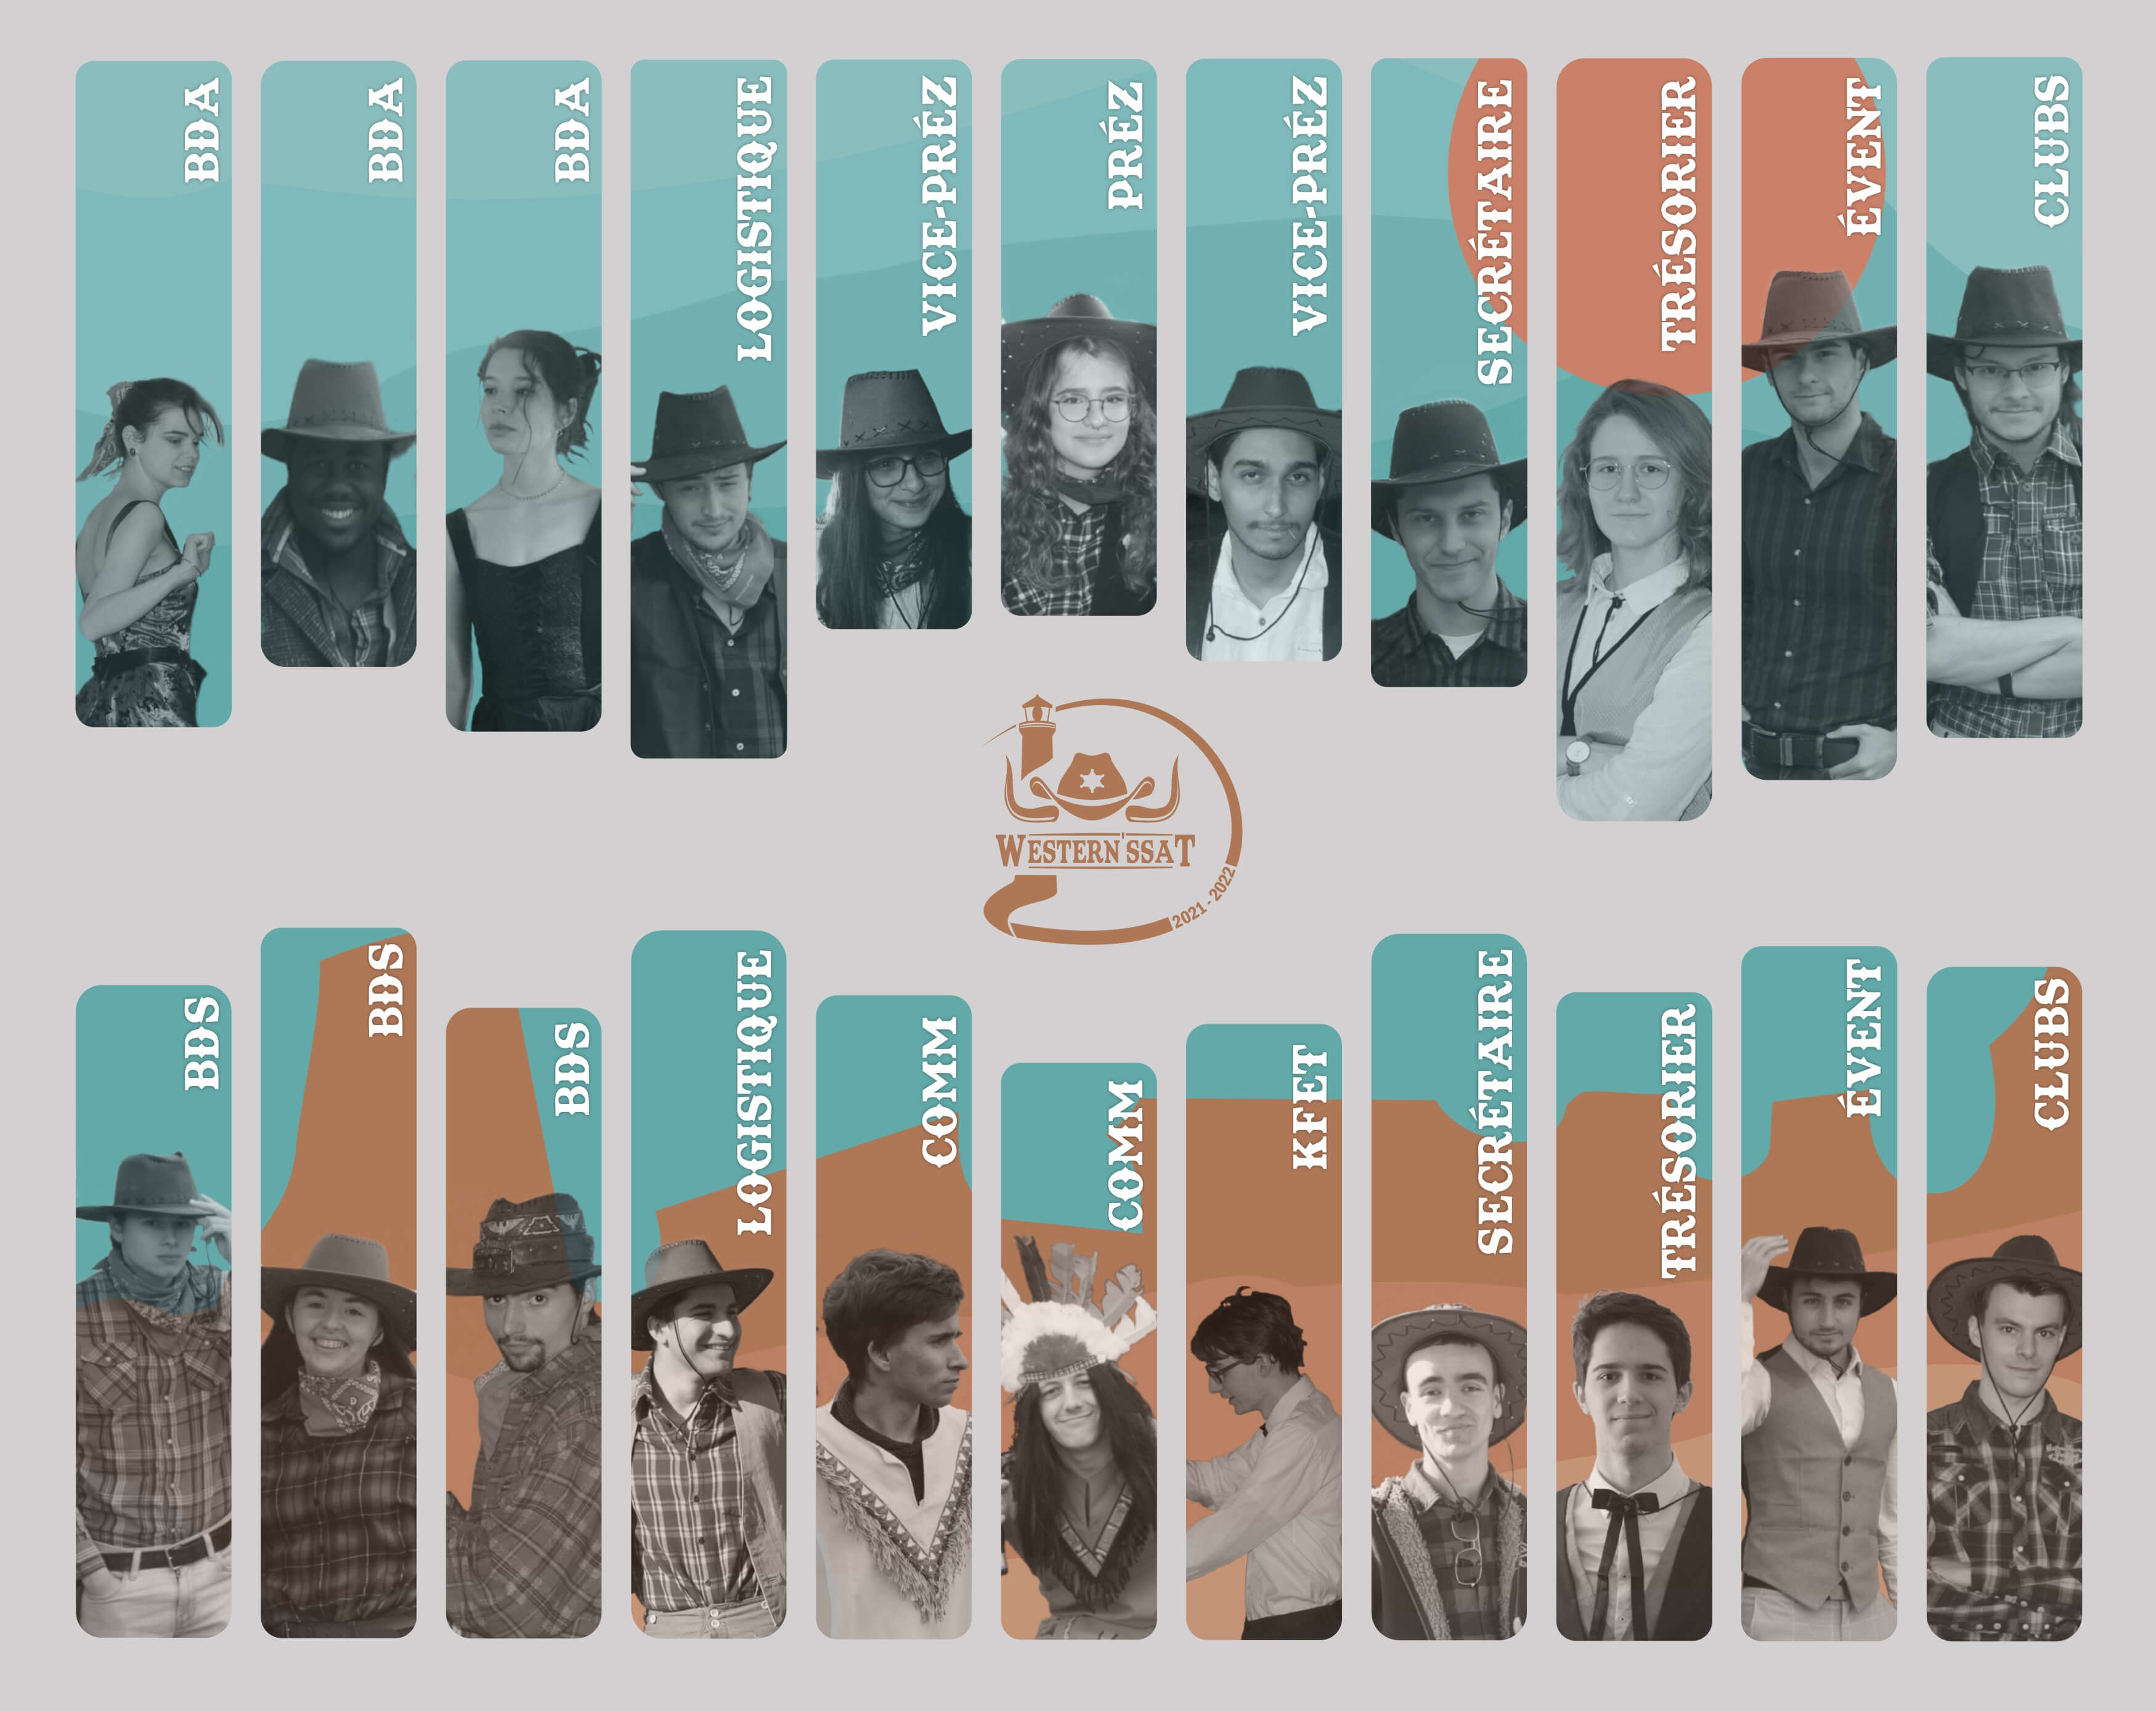 BDA
BDA
BDA
LOGISTIQUE
VICE-PRÉZ
PRÉZ
VICE-PRÉZ
SECRÉTAIRE
TRÉSORIER
ÉVENT
CLUBS
WESTERN'SSAT
2021 - 2022
BDS
BDS
BDS
LOGISTIQUE
COMM
COMM
KFET
SECRÉTAIRE
TRÉSORIER
ÉVENT
CLUBS